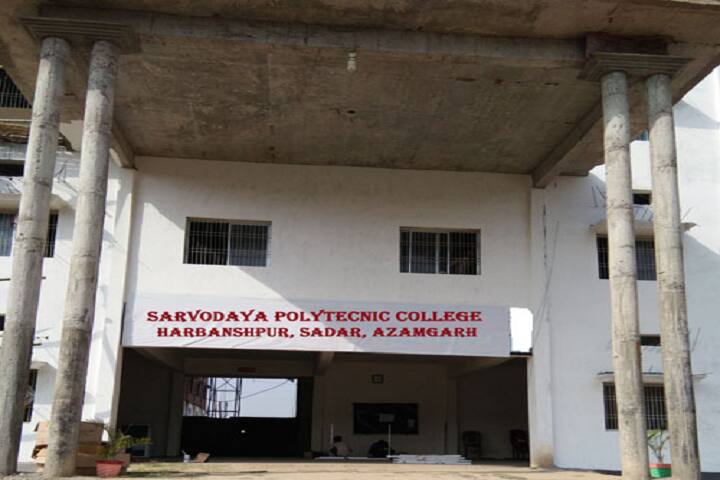 SARVODAYA POLYTECNIC COLLEGE
HARBANSHPUR, SADAR, AZAMGARH